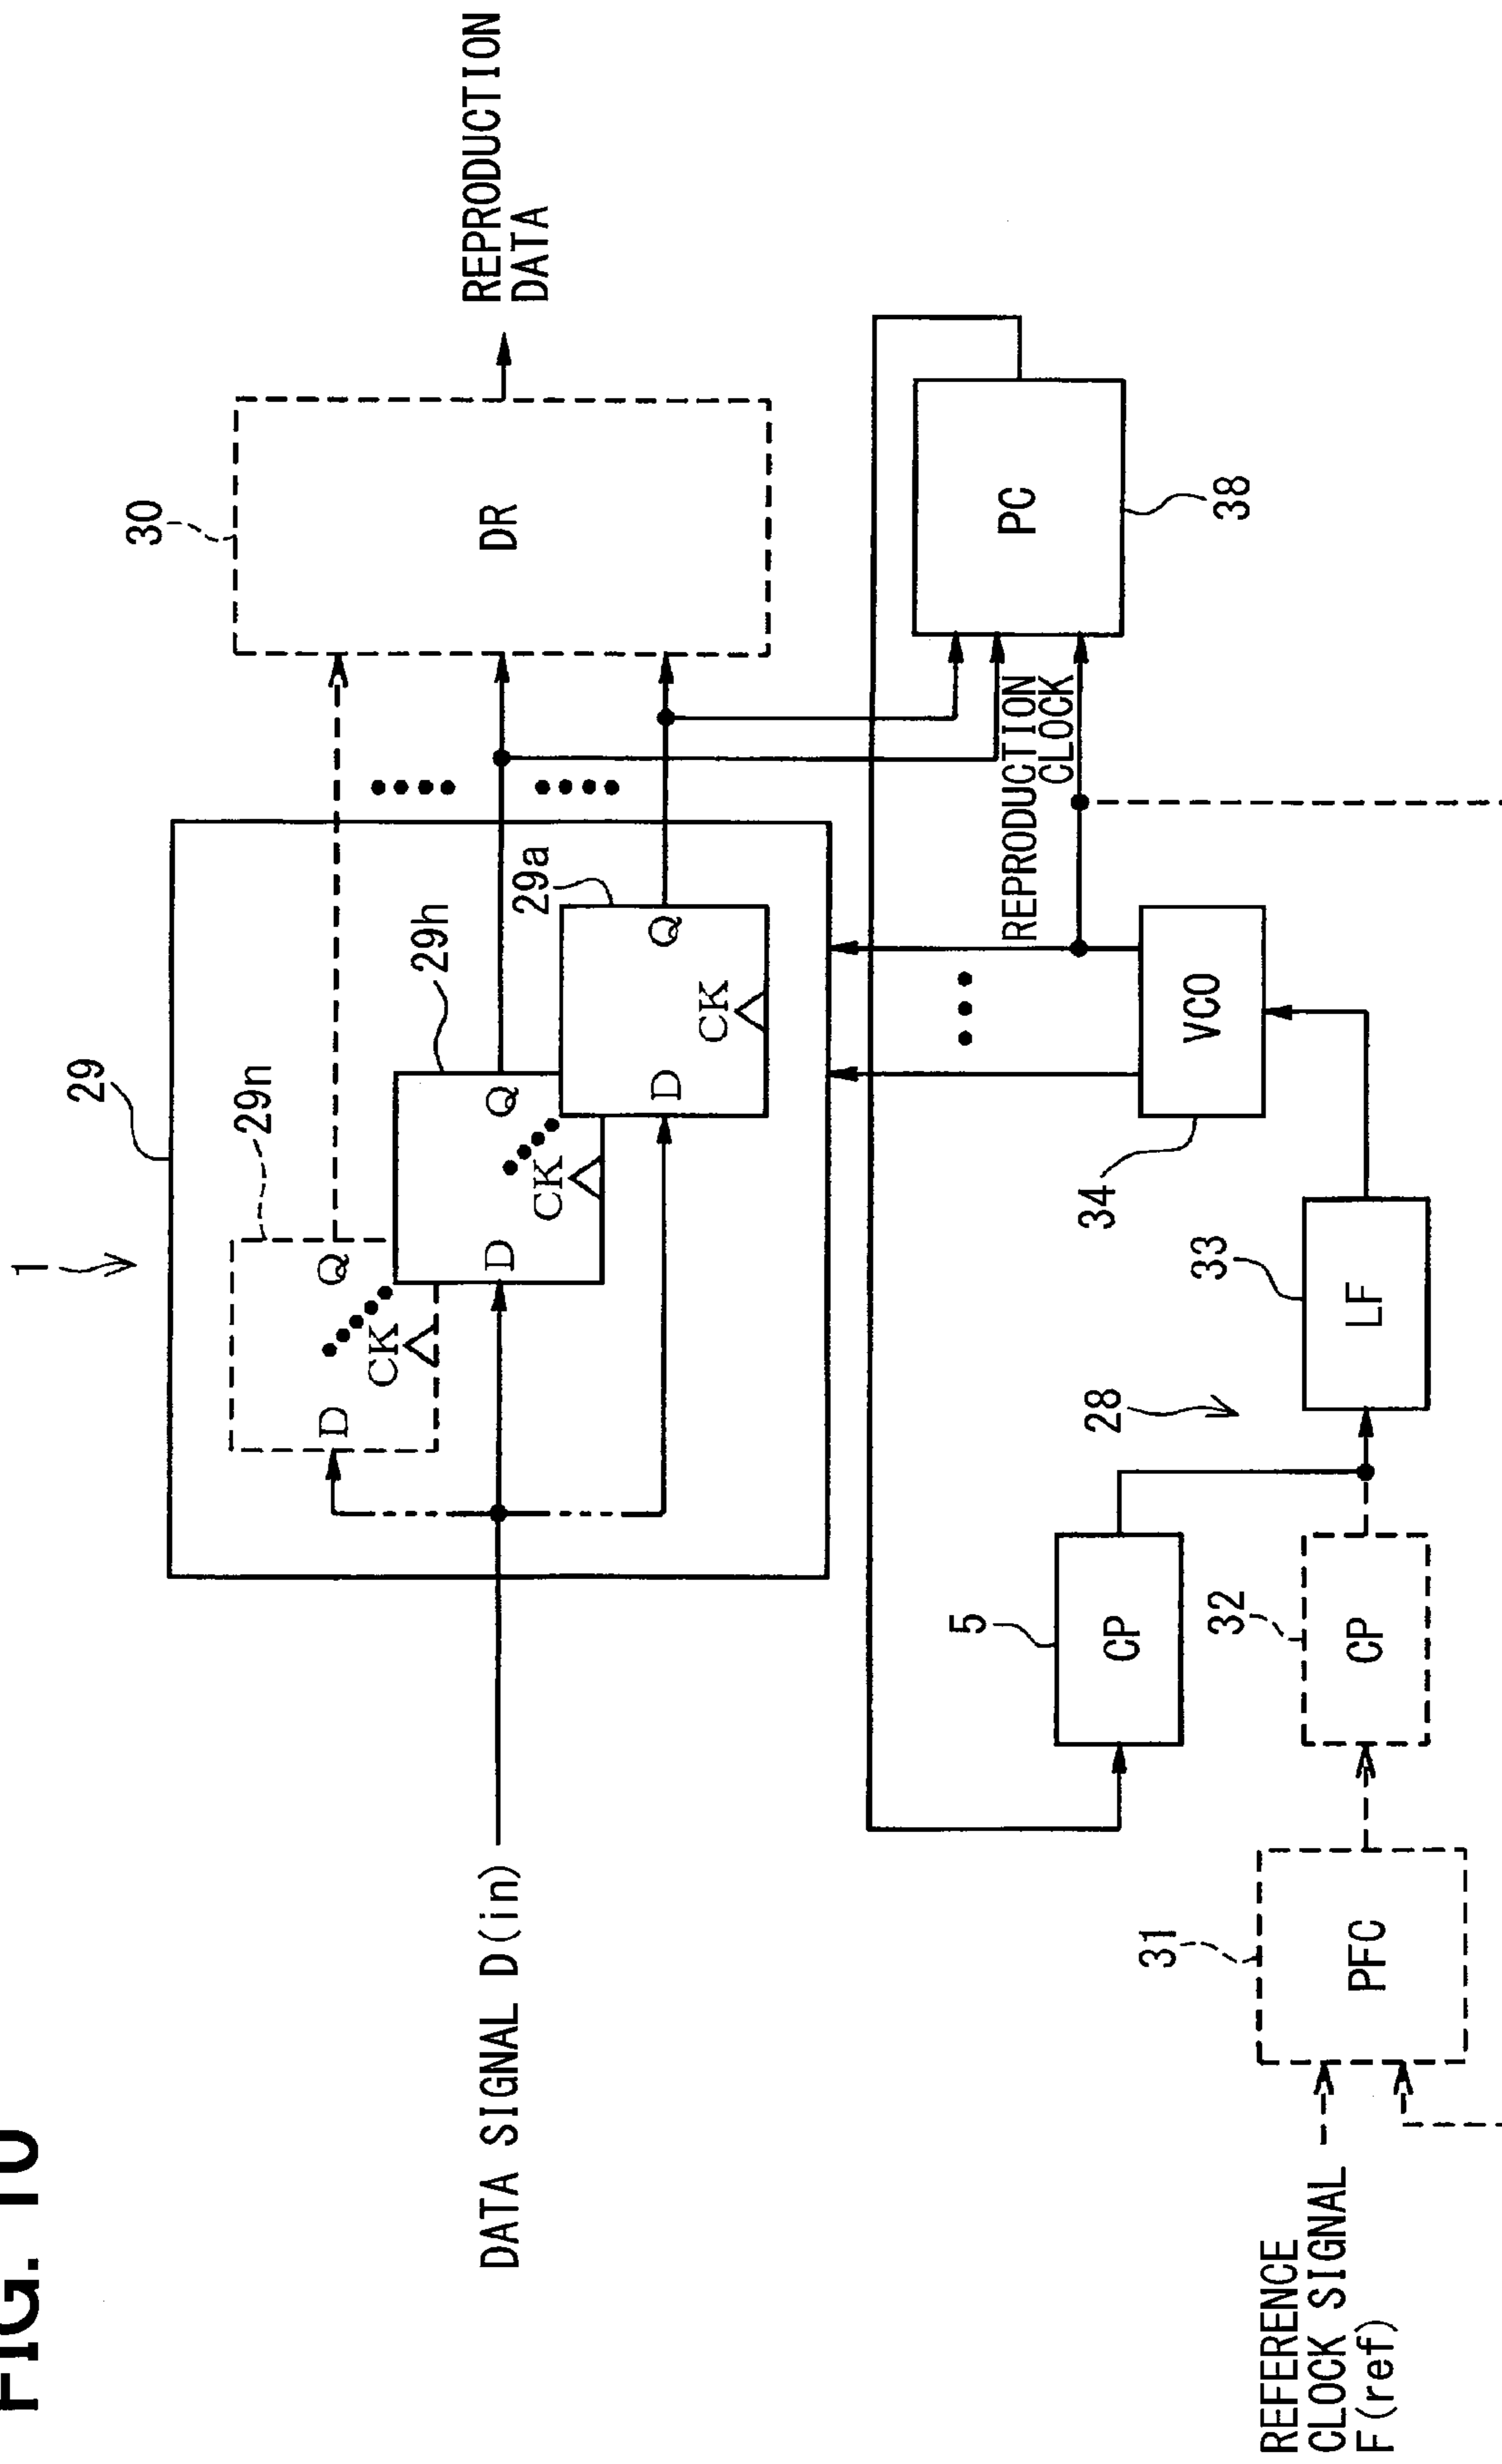 FIG. 10
1
29
30
29n
D
Q
CK
29h
D
Q
CK
29a
D
Q
CK
DR
REPRODUCTION
DATA
DATA SIGNAL D(in)
5
CP
28
34
VCO
REPRODUCTION
CLOCK
PC
38
REFERENCE
CLOCK SIGNAL
F(ref)
31
PFC
32
CP
33
LF